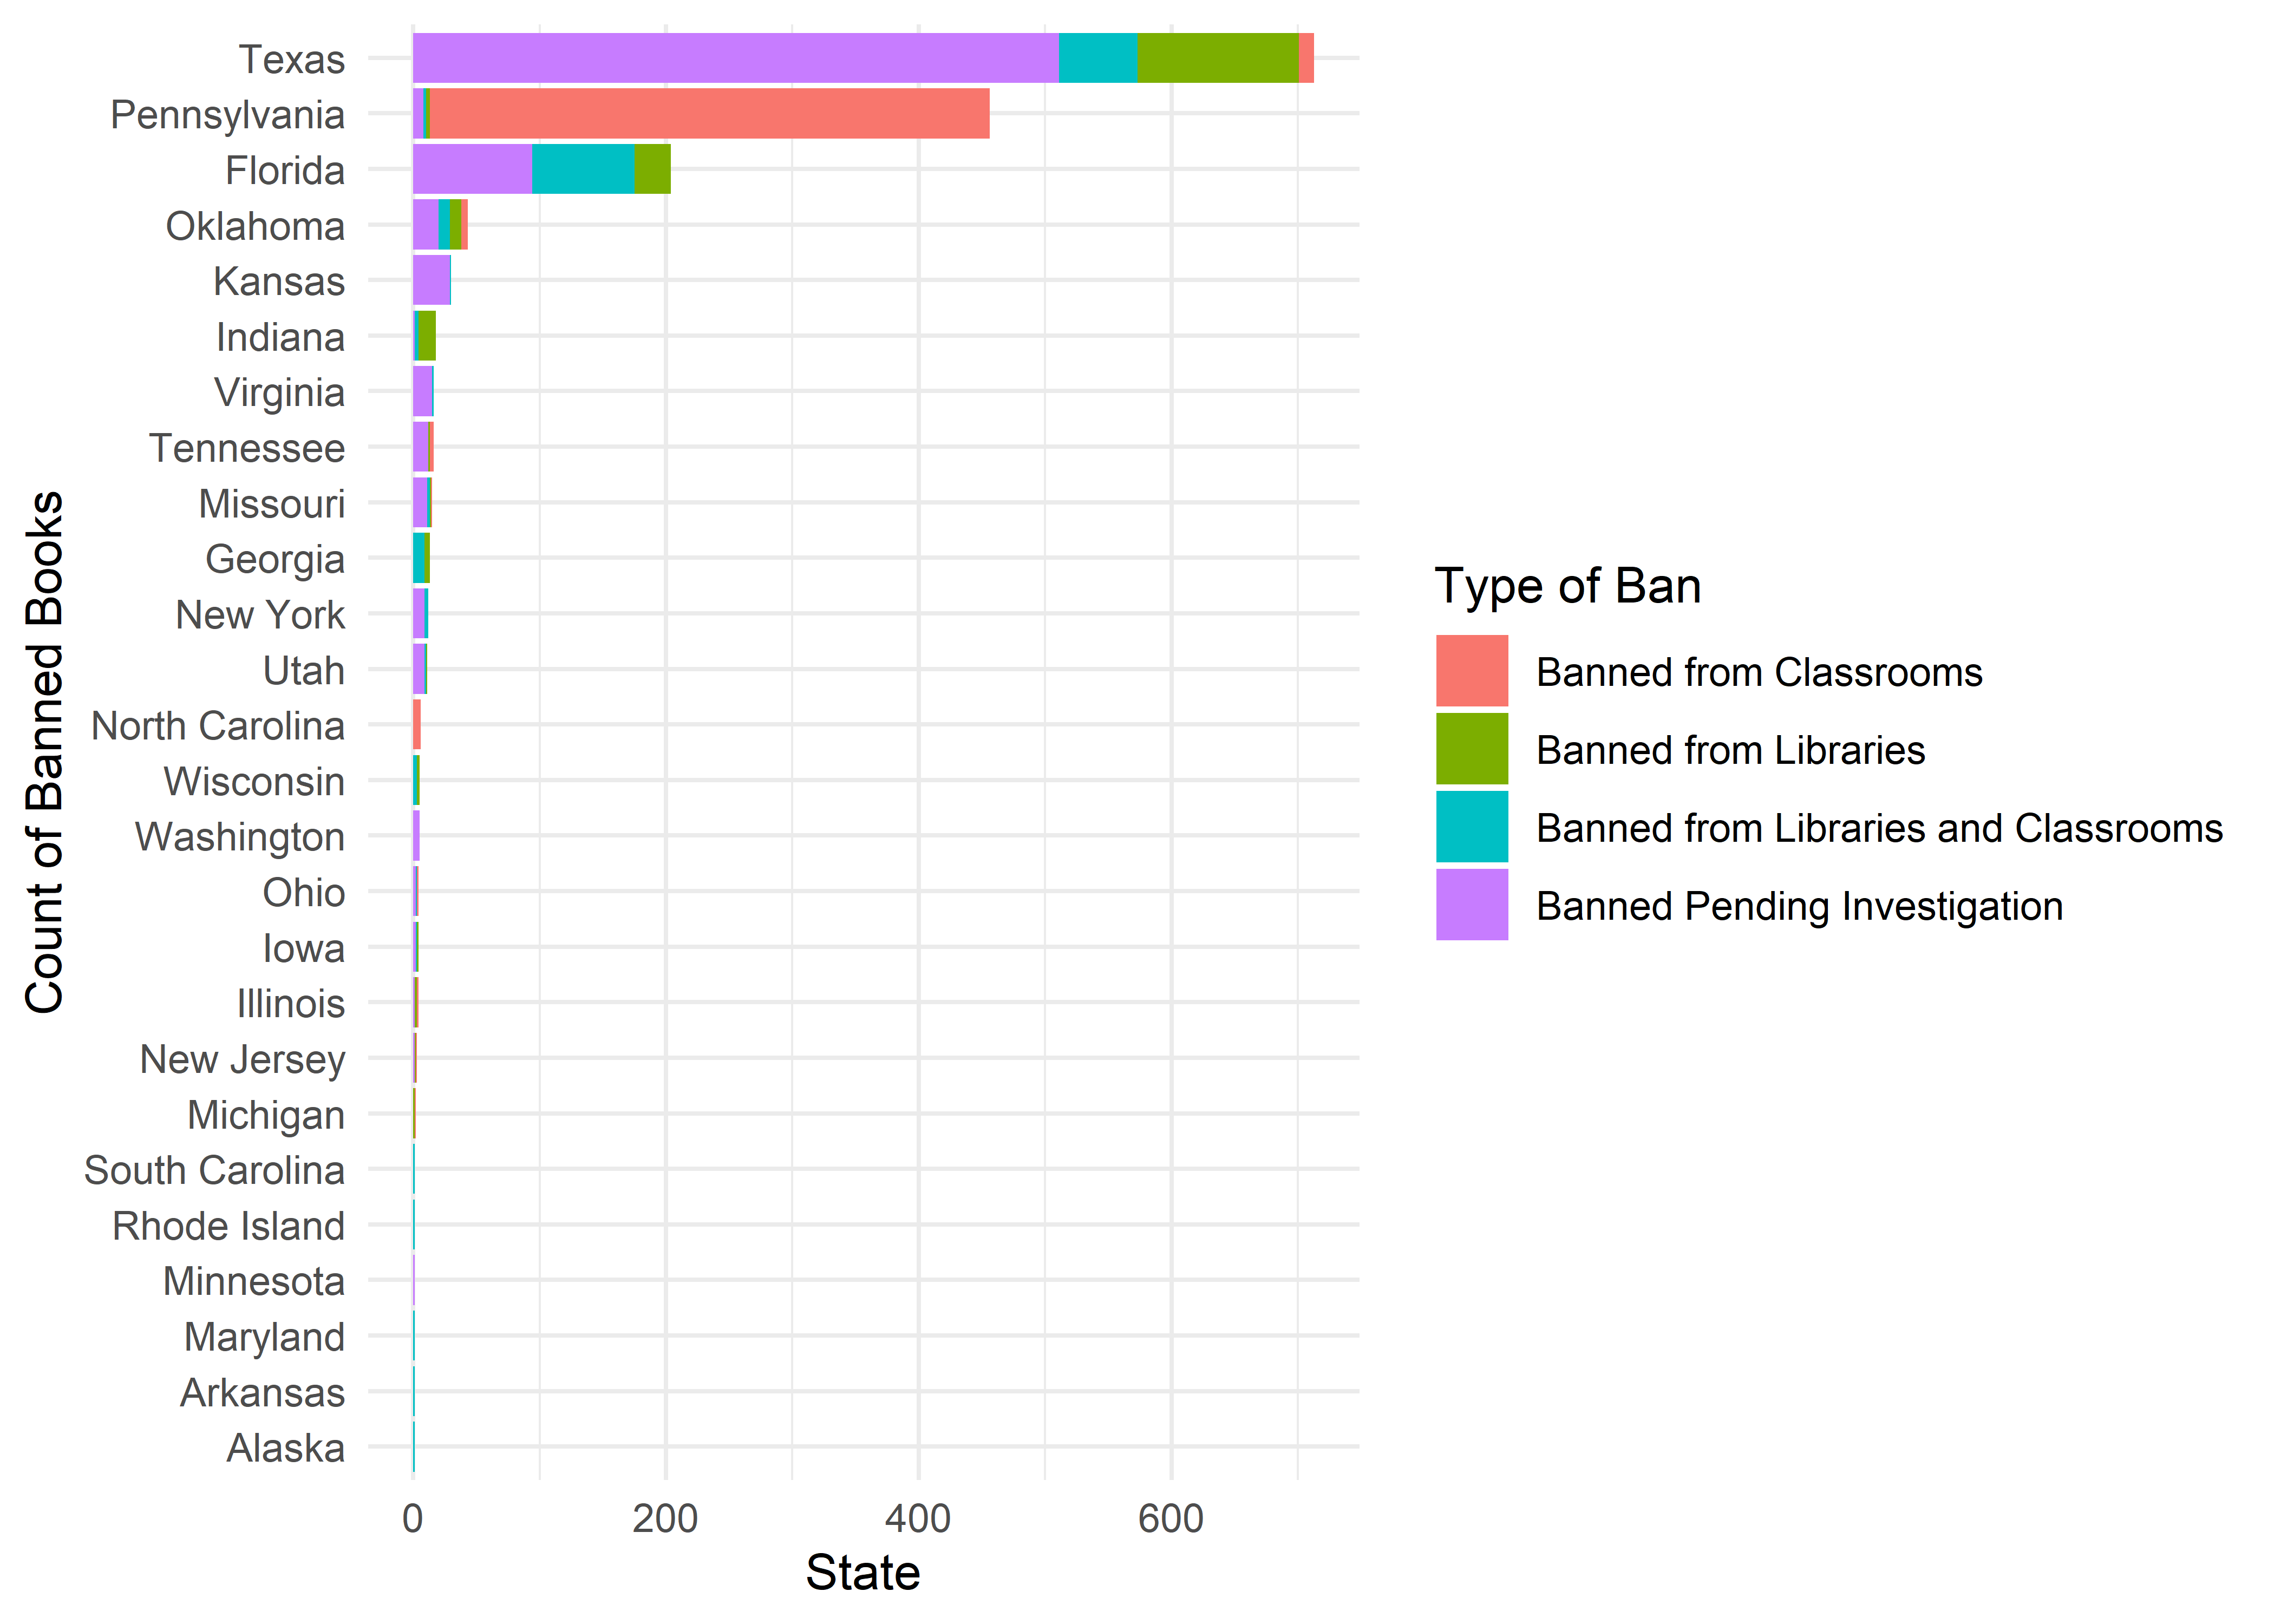 Texas
Pennsylvania
Florida
Oklahoma
Kansas
Indiana
Virginia
Tennessee
Missouri
Georgia
New York
Utah
North Carolina
Wisconsin
Washington
Ohio
Iowa
Illinois
New Jersey
Michigan
South Carolina
Rhode Island
Minnesota
Maryland
Arkansas
Alaska
Count of Banned Books
0 200 400 600
State
Type of Ban
Banned from Classrooms
Banned from Libraries
Banned from Libraries and Classrooms
Banned Pending Investigation